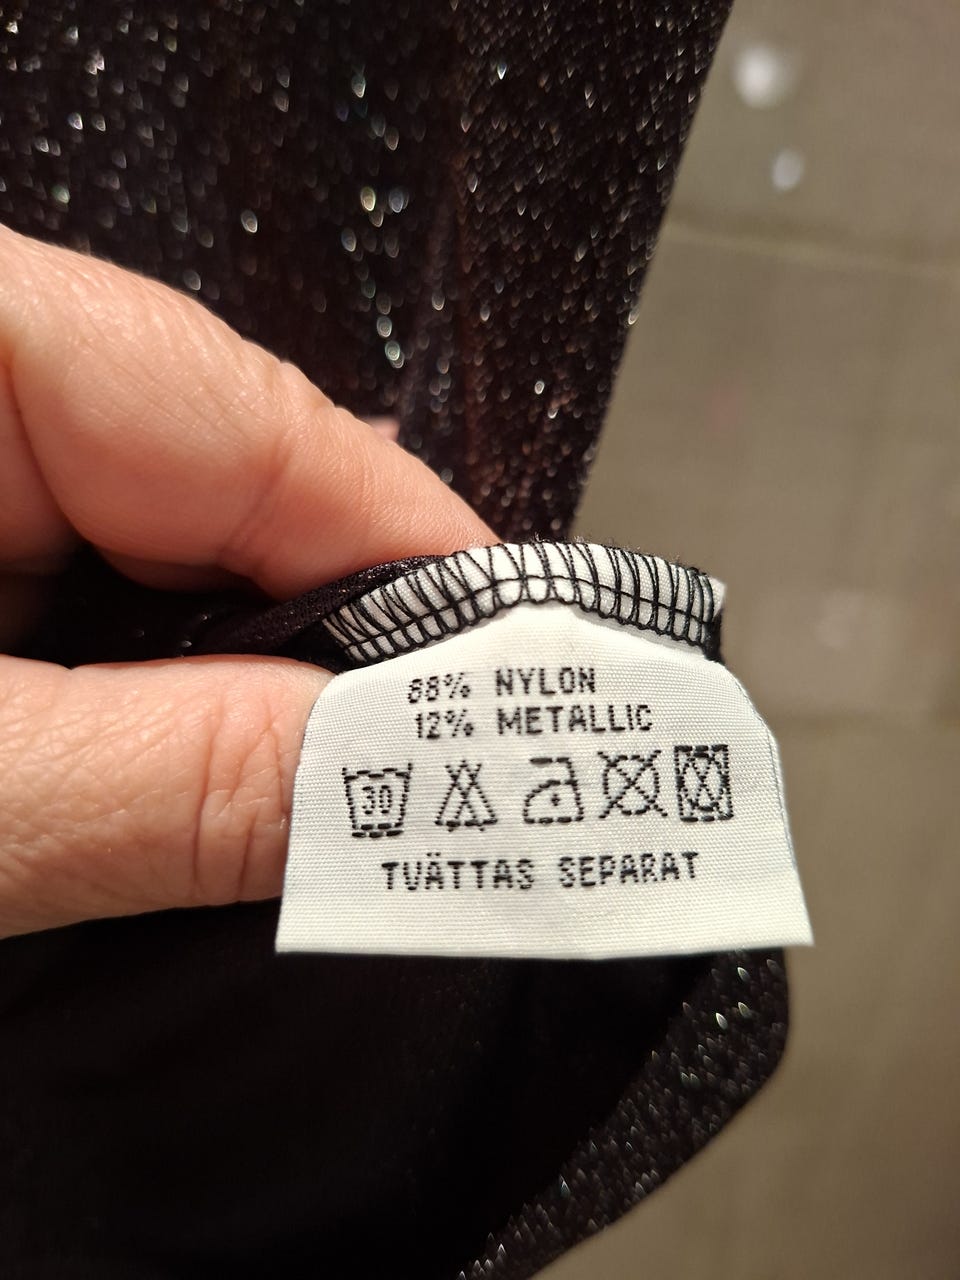 88% NYLON
12% METALLIC
30
TVÄTTAS SEPARAT